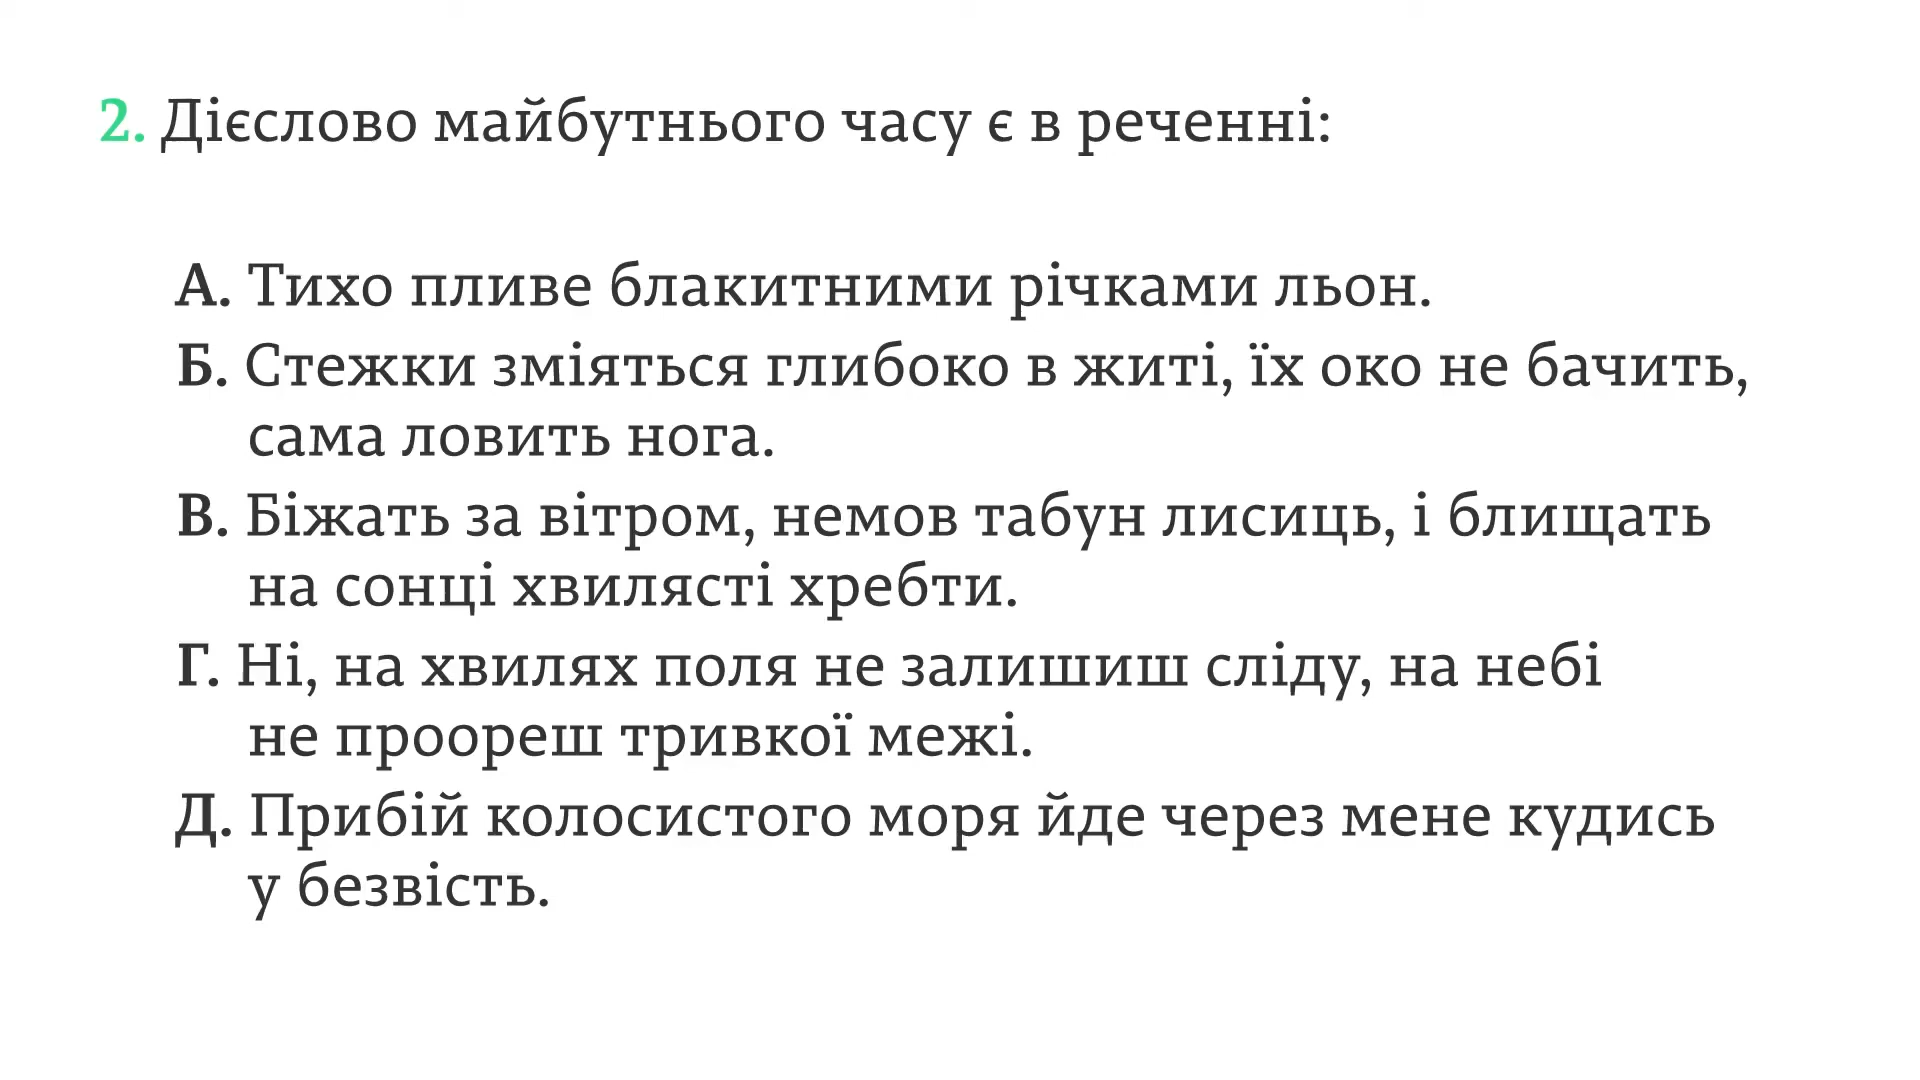 2. Дієслово майбутнього часу є в реченні:
А. Тихо пливе блакитними річками льон.
Б. Стежки зміяться глибоко в житі, їх око не бачить,
сама ловить нога.
В. Біжать за вітром, немов табун лисиць, і блищать
на сонці хвилясті хребти.
Г. Ні, на хвилях поля не залишиш сліду, на небі
не проореш тривкої межі.
Д. Прибій колосистого моря йде через мене кудись
у безвість.